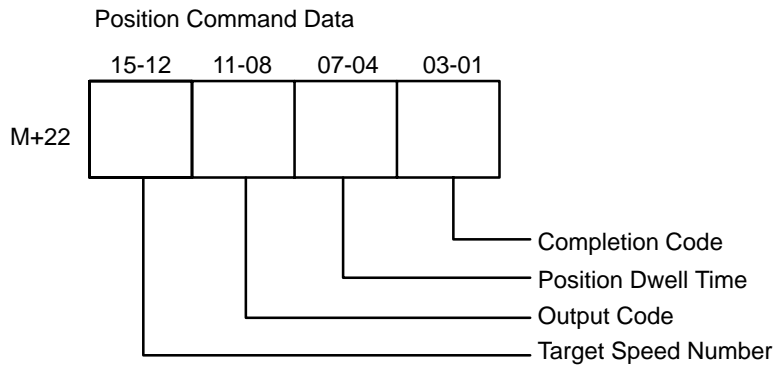 Position Command Data
15-12 11-08 07-04 03-01
M+22
Completion Code
Position Dwell Time
Output Code
Target Speed Number